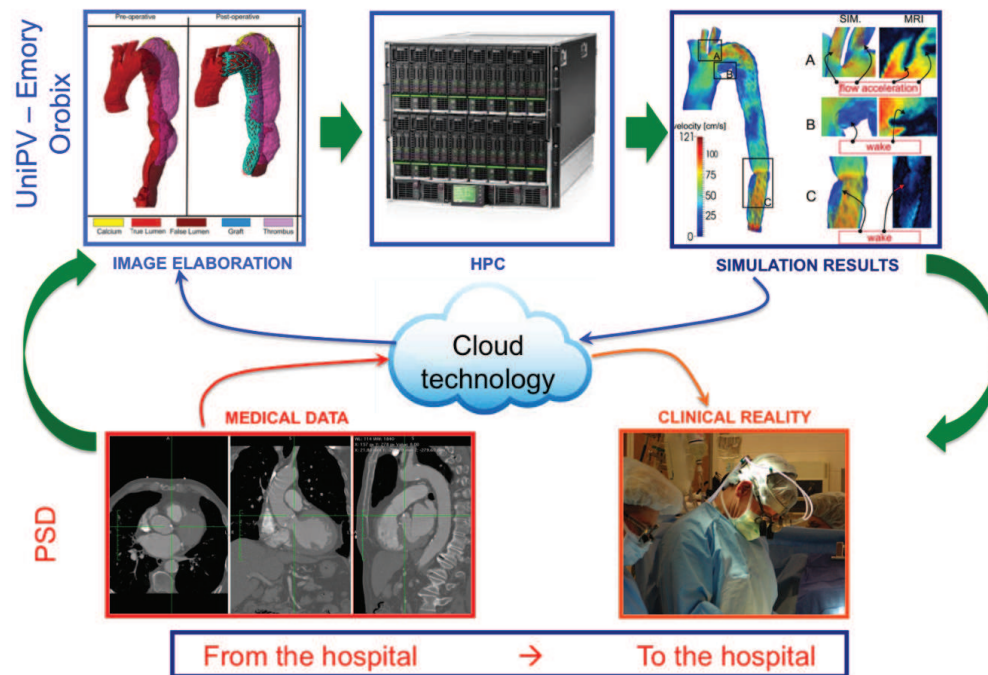 UniPV – Emory
Orobix
Pre-operative
Post-operative
Calcium
True Lumen
False Lumen
Graft
Thrombus
IMAGE ELABORATION
HPC
SIM.
MRI
A
B
C
velocity [cm/s]
121
100
75
50
25
0
A
flow acceleration
B
wake
C
wake
SIMULATION RESULTS
Cloud
technology
MEDICAL DATA
CLINICAL REALITY
PSD
From the hospital → To the hospital